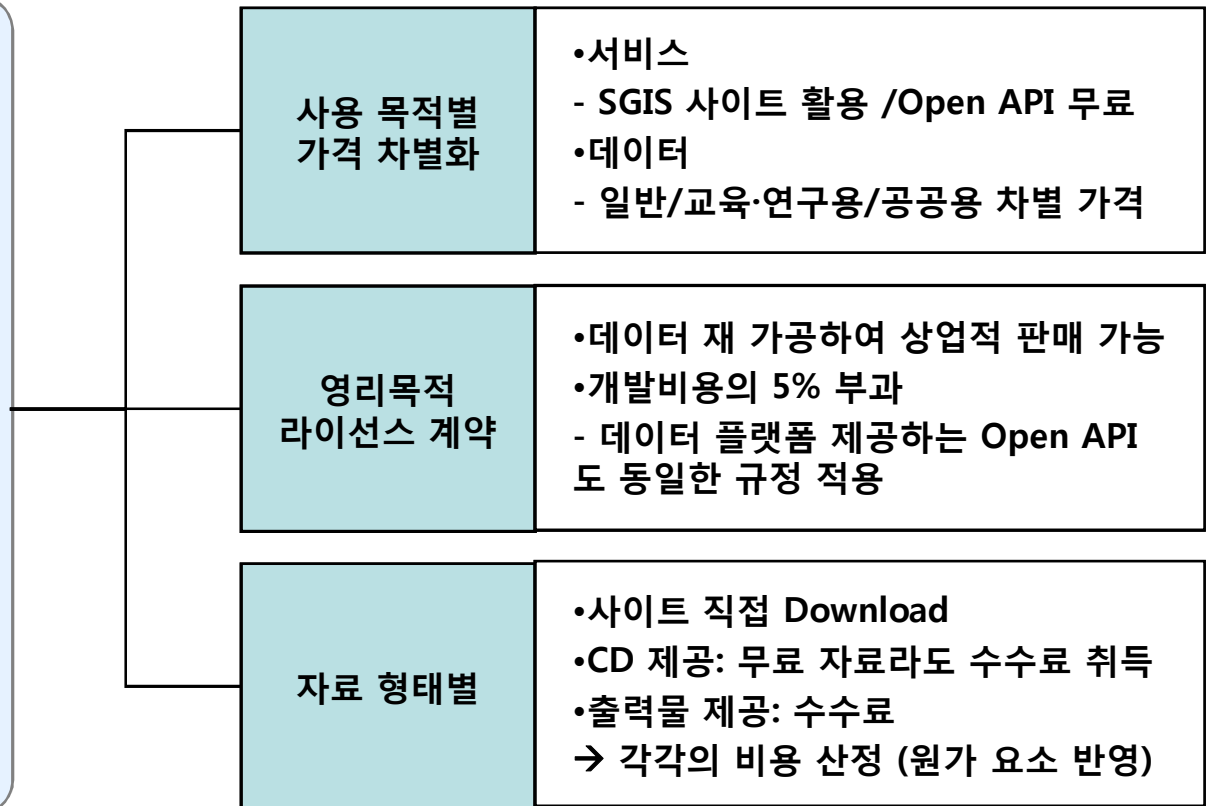 사용 목적별
가격 차별화
•서비스
- SGIS 사이트 활용 /Open API 무료
•데이터
- 일반/교육·연구용/공공용 차별 가격
영리목적
라이선스 계약
•데이터 재 가공하여 상업적 판매 가능
•개발비용의 5% 부과
- 데이터 플랫폼 제공하는 Open API
도 동일한 규정 적용
자료 형태별
•사이트 직접 Download
•CD 제공: 무료 자료라도 수수료 취득
•출력물 제공: 수수료
→ 각각의 비용 산정 (원가 요소 반영)